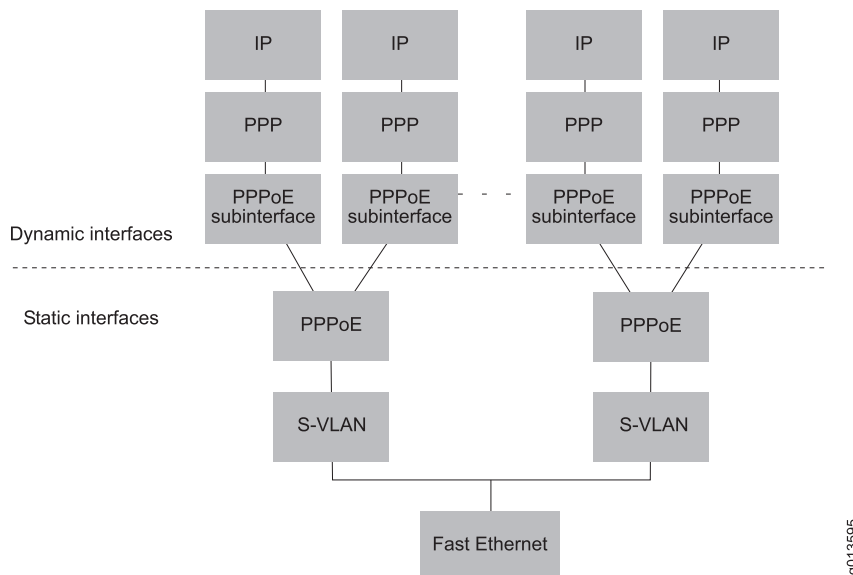 IP IP IP IP
PPP PPP PPP PPP
PPPoE PPPoE PPPoE PPPoE
subinterface subinterface subinterface subinterface
Dynamic interfaces
Static interfaces
PPPoE PPPoE
S-VLAN S-VLAN
Fast Ethernet
g013595